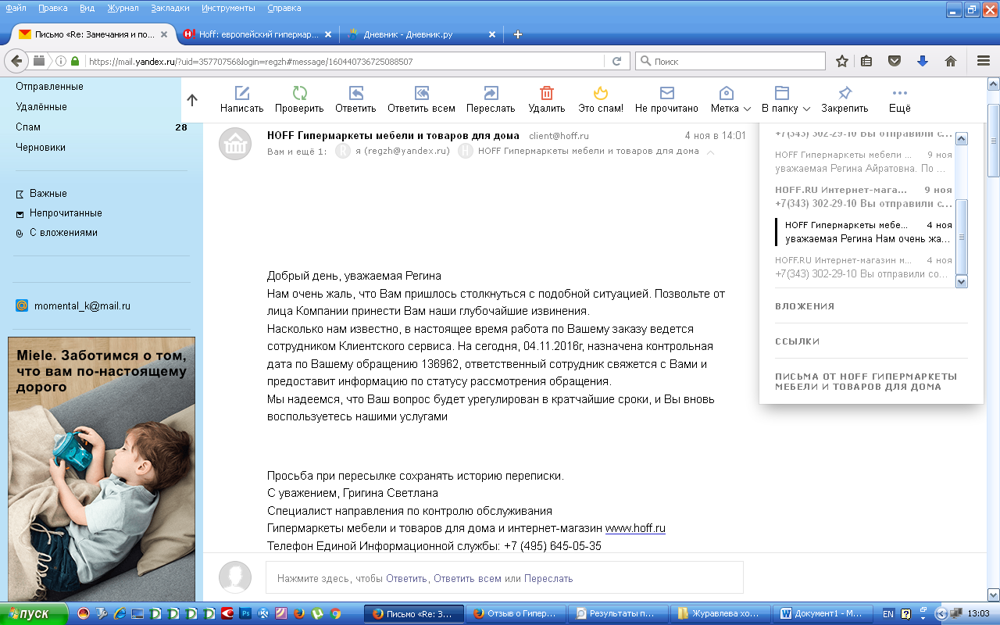 Файл Правка Вид Журнал Закладки Инструменты Справка
Письмо «Re: Замечания и по...
Hoff: европейский гипермар...
Дневник - Дневник.ру
https://mail.yandex.ru/?uid=35770756&login=regzh#message/160440736725088507
Поиск
Отправленные
Удалённые
Спам 28
Черновики
Важные
Непрочитанные
С вложениями
momental_k@mail.ru
Miele. Заботимся о том,
что вам по-настоящему
дорого
Написать Проверить Ответить Ответить всем Переслать Удалить Это спам! Не прочитано Метка В папку Закрепить Ещё
HOFF Гипермаркеты мебели и товаров для дома client@hoff.ru 4 ноя в 14:01
Вам и ещё 1: R я (regzh@yandex.ru) H HOFF Гипермаркеты мебели и товаров для дома
Добрый день, уважаемая Регина
Нам очень жаль, что Вам пришлось столкнуться с подобной ситуацией. Позвольте от
лица Компании принести Вам наши глубочайшие извинения.
Насколько нам известно, в настоящее время работа по Вашему заказу ведется
сотрудником Клиентского сервиса. На сегодня, 04.11.2016г, назначена контрольная
дата по Вашему обращению 136962, ответственный сотрудник свяжется с Вами и
предоставит информацию по статусу рассмотрения обращения.
Мы надеемся, что Ваш вопрос будет урегулирован в кратчайшие сроки, и Вы вновь
воспользуетесь нашими услугами
Просьба при пересылке сохранять историю переписки.
С уважением, Григина Светлана
Специалист направления по контролю обслуживания
Гипермаркеты мебели и товаров для дома и интернет-магазин www.hoff.ru
Телефон Единой Информационной службы: +7 (495) 645-05-35
Нажмите здесь, чтобы Ответить, Ответить всем или Переслать
+7(343) 302-29-10 Вы отправили с...
HOFF Гипермаркеты мебели ... 9 ноя
уважаемая Регина Айратовна. По ...
HOFF.RU Интернет-мага... 9 ноя
+7(343) 302-29-10 Вы отправили с...
HOFF Гипермаркеты мебе... 4 ноя
уважаемая Регина Нам очень жа...
HOFF.RU Интернет-магазин м... 4 ноя
+7(343) 302-29-10 Вы отправили со...
ВЛОЖЕНИЯ
ССЫЛКИ
ПИСЬМА ОТ HOFF ГИПЕРМАРКЕТЫ
МЕБЕЛИ И ТОВАРОВ ДЛЯ ДОМА
пуск
Письмо «Re: З...
Отзыв о Гипер...
Результаты п...
Журавлева хо...
Документ1 - М...
EN
13:03